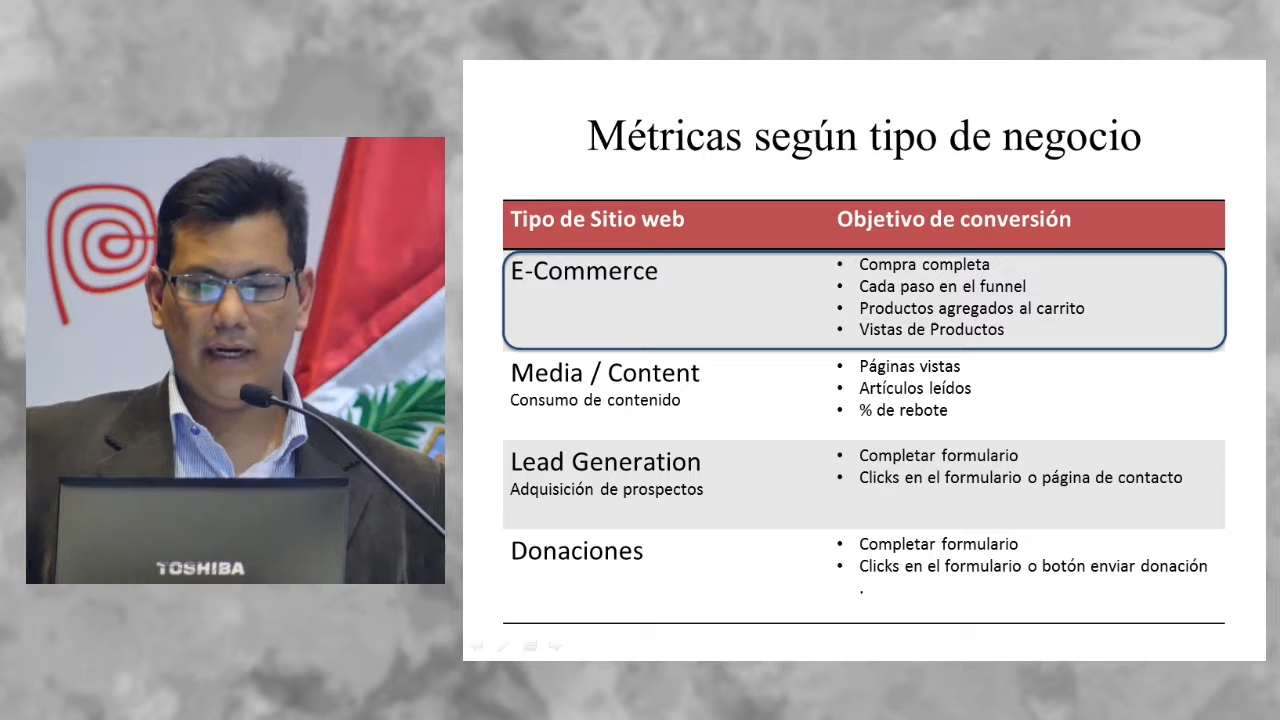 Métricas según tipo de negocio
Tipo de Sitio web
Objetivo de conversión
E-Commerce
• Compra completa
• Cada paso en el funnel
• Productos agregados al carrito
• Vistas de Productos
Media / Content
Consumo de contenido
• Páginas vistas
• Artículos leídos
• % de rebote
Lead Generation
Adquisición de prospectos
• Completar formulario
• Clicks en el formulario o página de contacto
Donaciones
• Completar formulario
• Clicks en el formulario o botón enviar donación
.
TOSHIBA